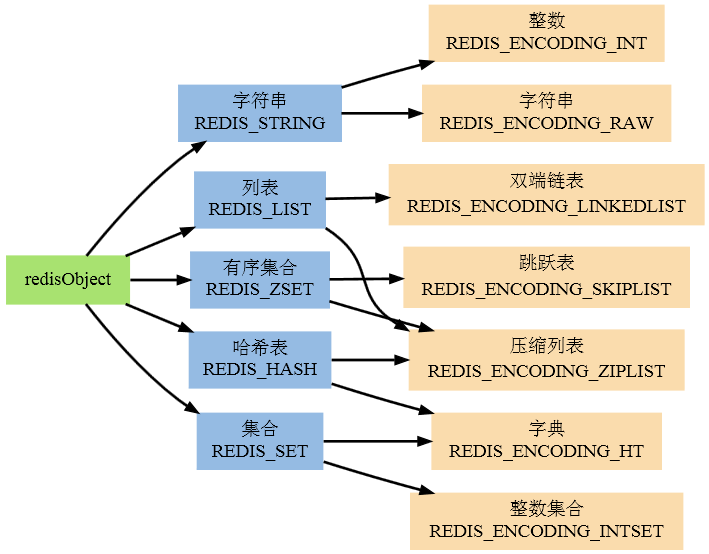 redisObject
字符串
REDIS_STRING
列表
REDIS_LIST
有序集合
REDIS_ZSET
哈希表
REDIS_HASH
集合
REDIS_SET
整数
REDIS_ENCODING_INT
字符串
REDIS_ENCODING_RAW
双端链表
REDIS_ENCODING_LINKEDLIST
跳跃表
REDIS_ENCODING_SKIPLIST
压缩列表
REDIS_ENCODING_ZIPLIST
字典
REDIS_ENCODING_HT
整数集合
REDIS_ENCODING_INTSET